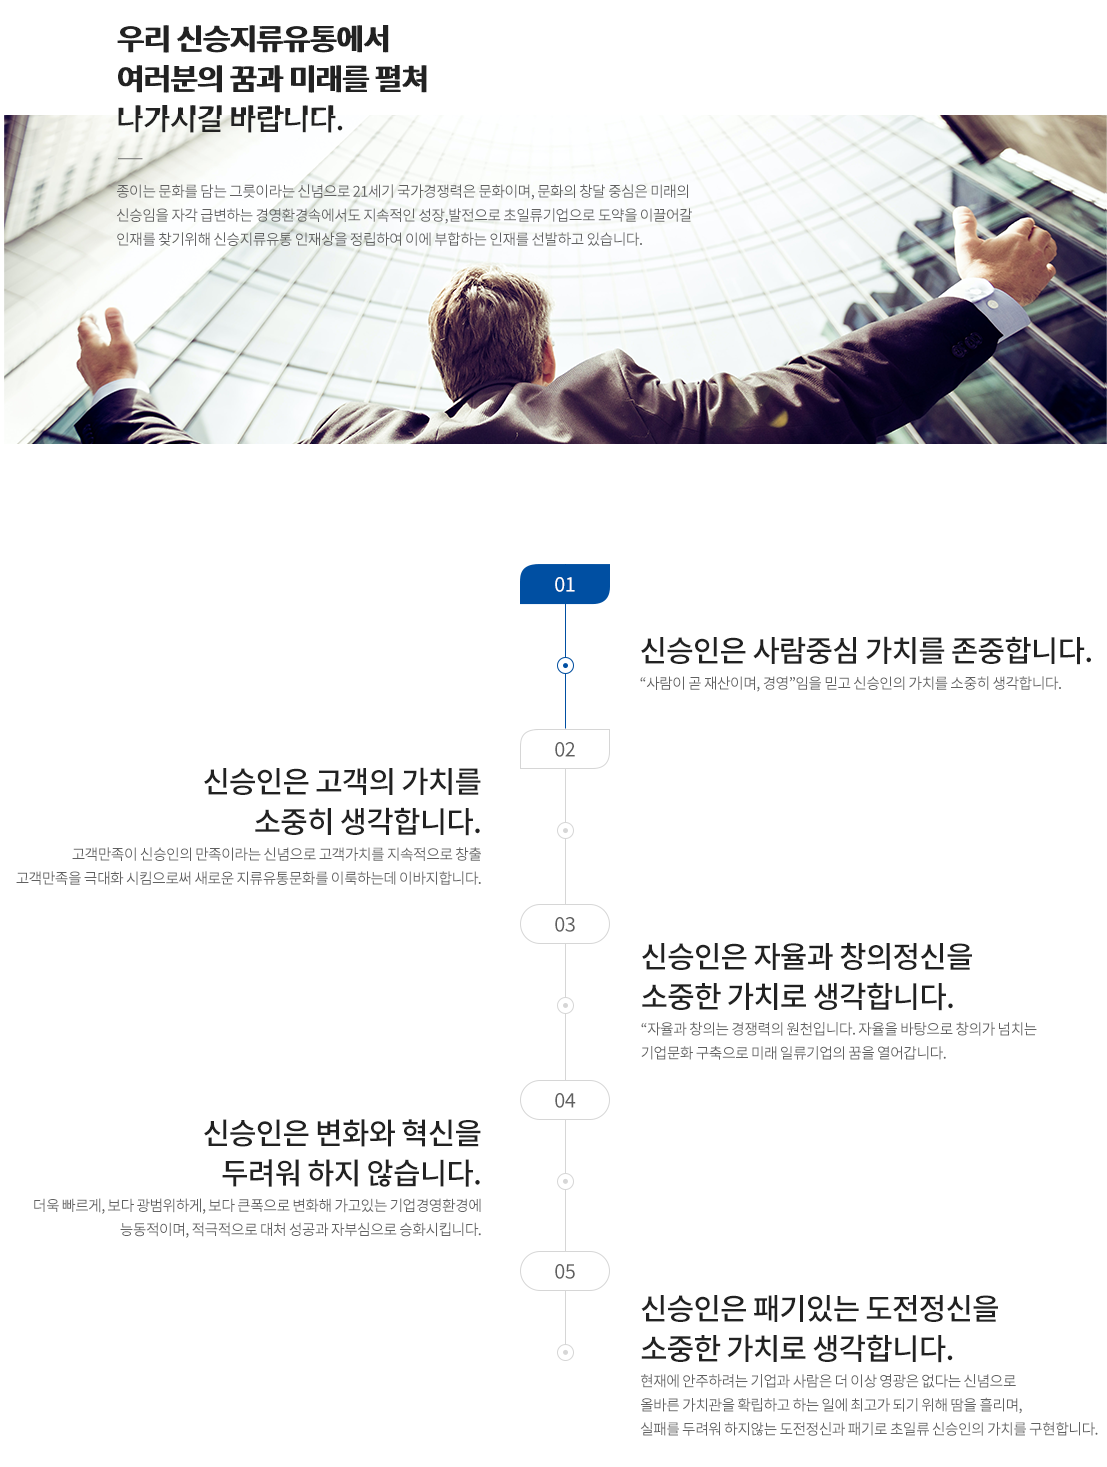 우리 신승지류유통에서
여러분의 꿈과 미래를 펼쳐
나가시길 바랍니다.
종이는 문화를 담는 그릇이라는 신념으로 21세기 국가경쟁력은 문화이며, 문화의 창달 중심은 미래의
신승임을 자각 급변하는 경영환경속에서도 지속적인 성장,발전으로 초일류기업으로 도약을 이끌어갈
인재를 찾기위해 신승지류유통 인재상을 정립하여 이에 부합하는 인재를 선발하고 있습니다.
01
신승인은 사람중심 가치를 존중합니다.
“사람이 곧 재산이며, 경영”임을 믿고 신승인의 가치를 소중히 생각합니다.
02
신승인은 고객의 가치를
소중히 생각합니다.
고객만족이 신승인의 만족이라는 신념으로 고객가치를 지속적으로 창출
고객만족을 극대화 시킴으로써 새로운 지류유통문화를 이룩하는데 이바지합니다.
03
신승인은 자율과 창의정신을
소중한 가치로 생각합니다.
“자율과 창의는 경쟁력의 원천입니다. 자율을 바탕으로 창의가 넘치는
기업문화 구축으로 미래 일류기업의 꿈을 열어갑니다.
04
신승인은 변화와 혁신을
두려워 하지 않습니다.
더욱 빠르게, 보다 광범위하게, 보다 큰폭으로 변화해 가고있는 기업경영환경에
능동적이며, 적극적으로 대처 성공과 자부심으로 승화시킵니다.
05
신승인은 패기있는 도전정신을
소중한 가치로 생각합니다.
현재에 안주하려는 기업과 사람은 더 이상 영광은 없다는 신념으로
올바른 가치관을 확립하고 하는 일에 최고가 되기 위해 땀을 흘리며,
실패를 두려워 하지않는 도전정신과 패기로 초일류 신승인의 가치를 구현합니다.